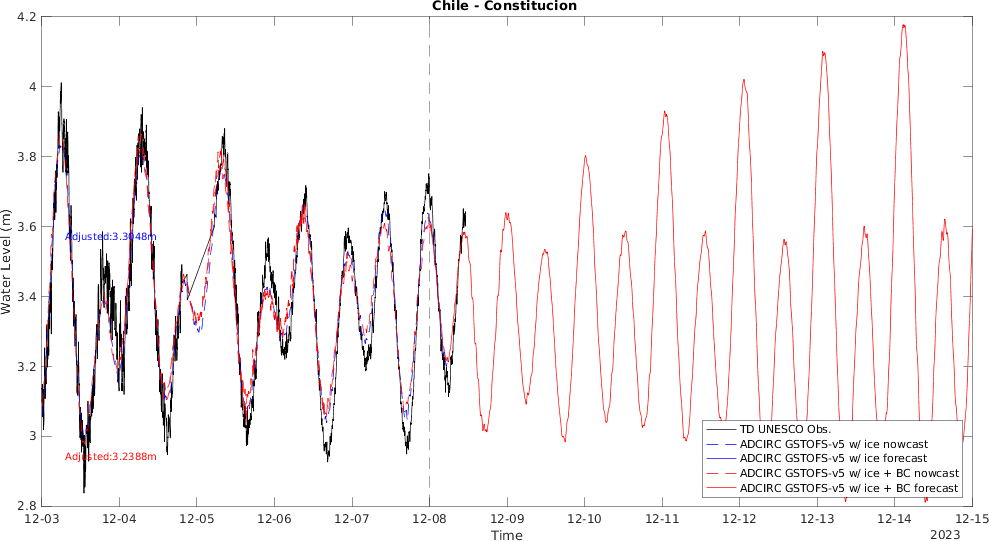 Chile - Constitucion
4.2
4
3.8
3.6
3.4
3.2
3
2.8
Water Level (m)
Adjusted:3.3048m
Adjusted:3.2388m
TD UNESCO Obs.
ADCIRC GSTOFS-v5 w/ ice nowcast
ADCIRC GSTOFS-v5 w/ ice forecast
ADCIRC GSTOFS-v5 w/ ice + BC nowcast
ADCIRC GSTOFS-v5 w/ ice + BC forecast
12-03 12-04 12-05 12-06 12-07 12-08 12-09 12-10 12-11 12-12 12-13 12-14 12-15
Time
2023